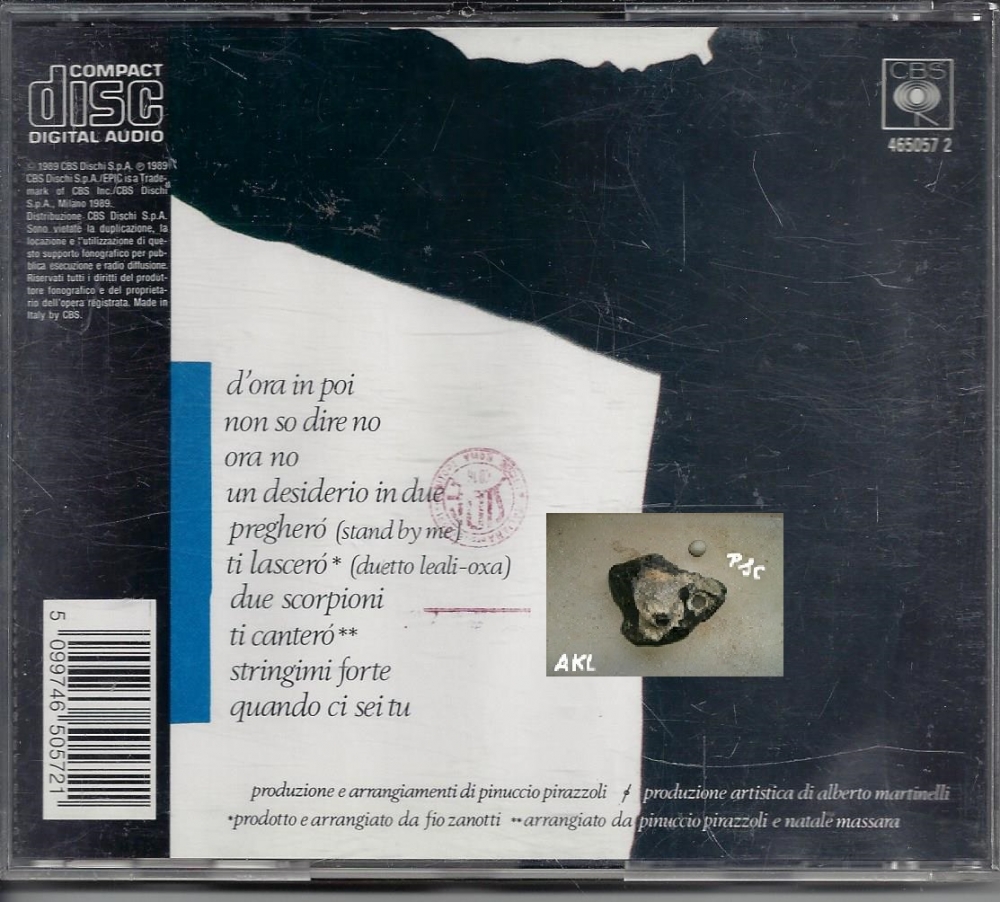 COMPACT
disc
DIGITAL AUDIO
© 1989 CBS Dischi S.p.A. ℗ 1989
CBS Dischi S.p.A./EPIC is a Trade-
mark of CBS Inc./CBS Dischi
S.p.A., Milano 1989.
Distribuzione CBS Dischi S.p.A.
Sono vietate la duplicazione, la
locazione e l'utilizzazione di que-
sto supporto fonografico per pub-
blica esecuzione e radio diffusione.
Riservati tutti i diritti del produt-
tore fonografico e del proprieta-
rio dell'opera registrata. Made in
Italy by CBS.
CBS
465057 2
d'ora in poi
non so dire no
ora no
un desiderio in due
pregheró (stand by me)
ti lasceró* (duetto leali-oxa)
due scorpioni
ti canteró**
stringimi forte
quando ci sei tu
PSC
AKL
5 099746 505721
produzione e arrangiamenti di pinuccio pirazzoli produzione artistica di alberto martinelli
*prodotto e arrangiato da fio zanotti **arrangiato da pinuccio pirazzoli e natale massara